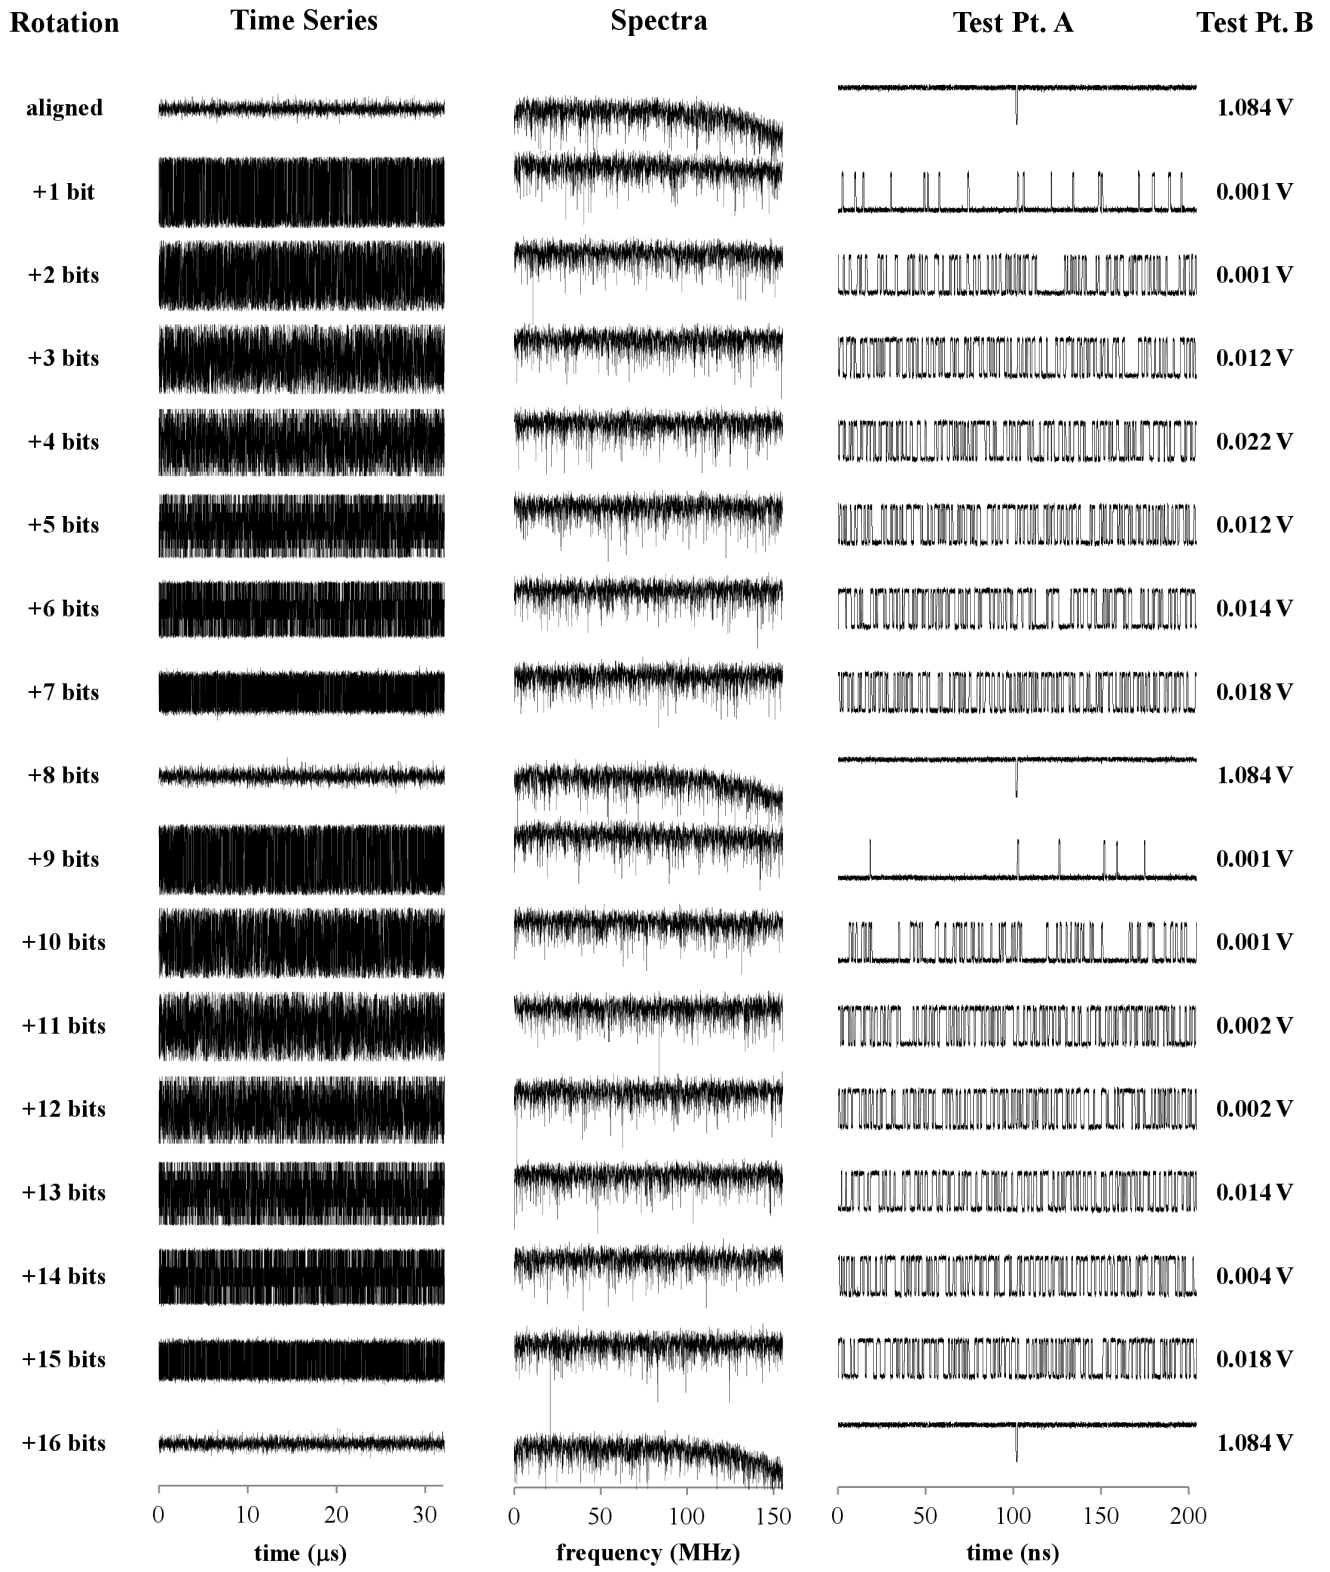 Rotation Time Series Spectra Test Pt. A Test Pt. B
aligned 1.084 V
+1 bit 0.001 V
+2 bits 0.001 V
+3 bits 0.012 V
+4 bits 0.022 V
+5 bits 0.012 V
+6 bits 0.014 V
+7 bits 0.018 V
+8 bits 1.084 V
+9 bits 0.001 V
+10 bits 0.001 V
+11 bits 0.002 V
+12 bits 0.002 V
+13 bits 0.014 V
+14 bits 0.004 V
+15 bits 0.018 V
+16 bits 1.084 V
0 10 20 30 0 50 100 150 0 50 100 150 200
time (μs) frequency (MHz) time (ns)